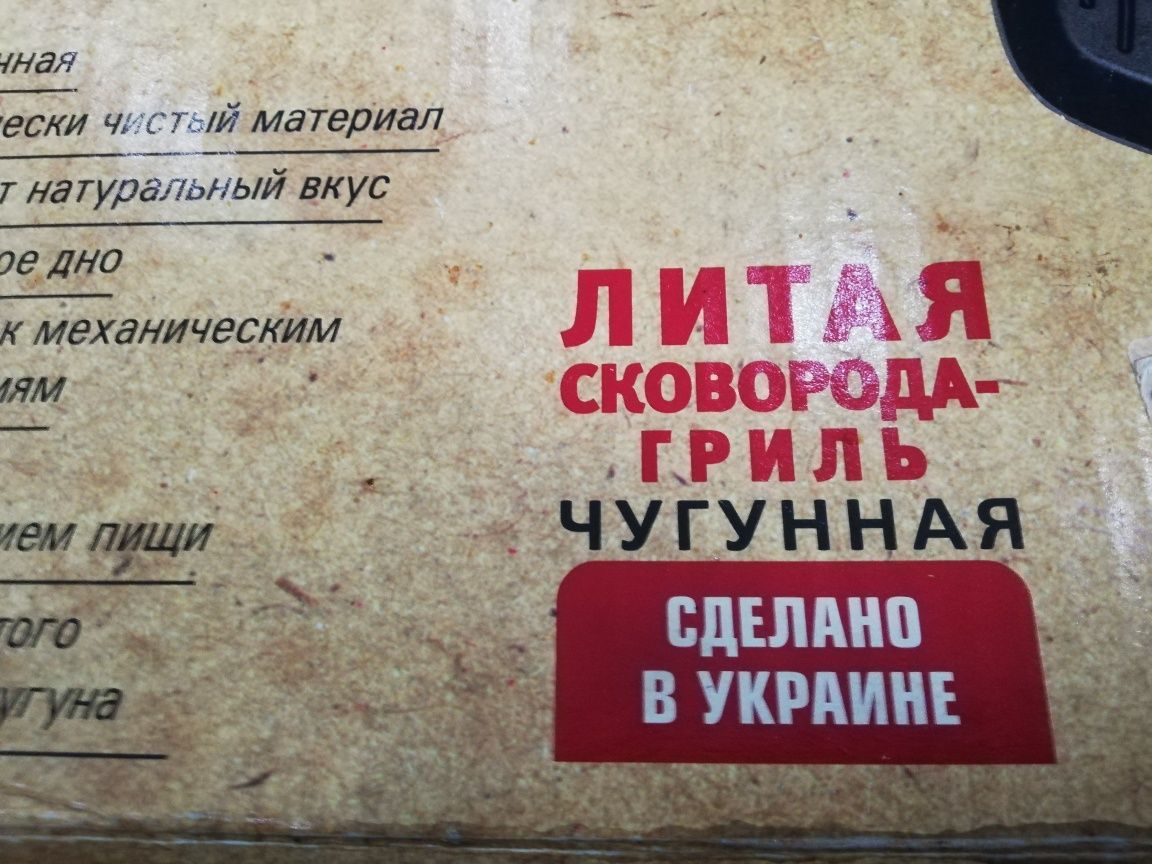 нная
чески чистый материал
т натуральный вкус
ое дно
к механическим
иям
ием пищи
того
угуна
ЛИТАЯ
СКОВОРОДА-
ГРИЛЬ
ЧУГУННАЯ
СДЕЛАНО
В УКРАИНЕ